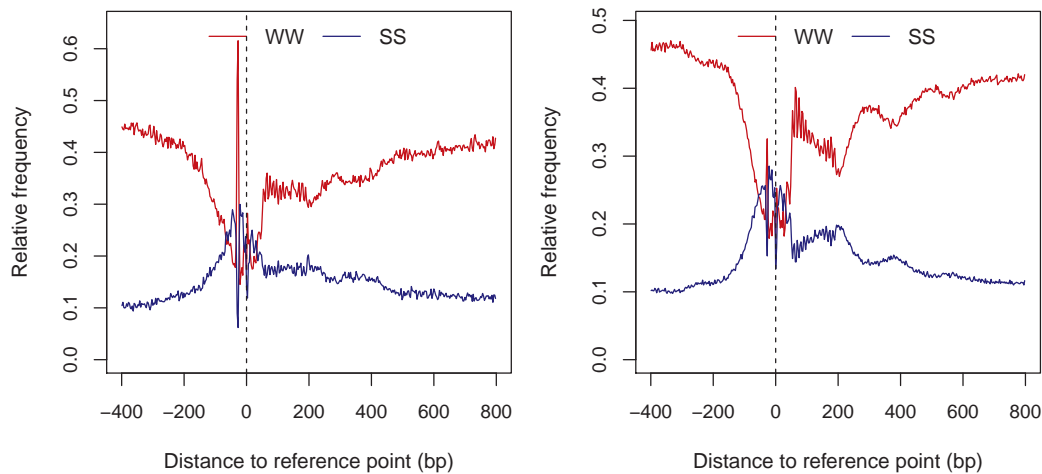 WW SS
Relative frequency
0.0 0.1 0.2 0.3 0.4 0.5 0.6
−400 −200 0 200 400 600 800
Distance to reference point (bp)
WW SS
Relative frequency
0.0 0.1 0.2 0.3 0.4 0.5
−400 −200 0 200 400 600 800
Distance to reference point (bp)